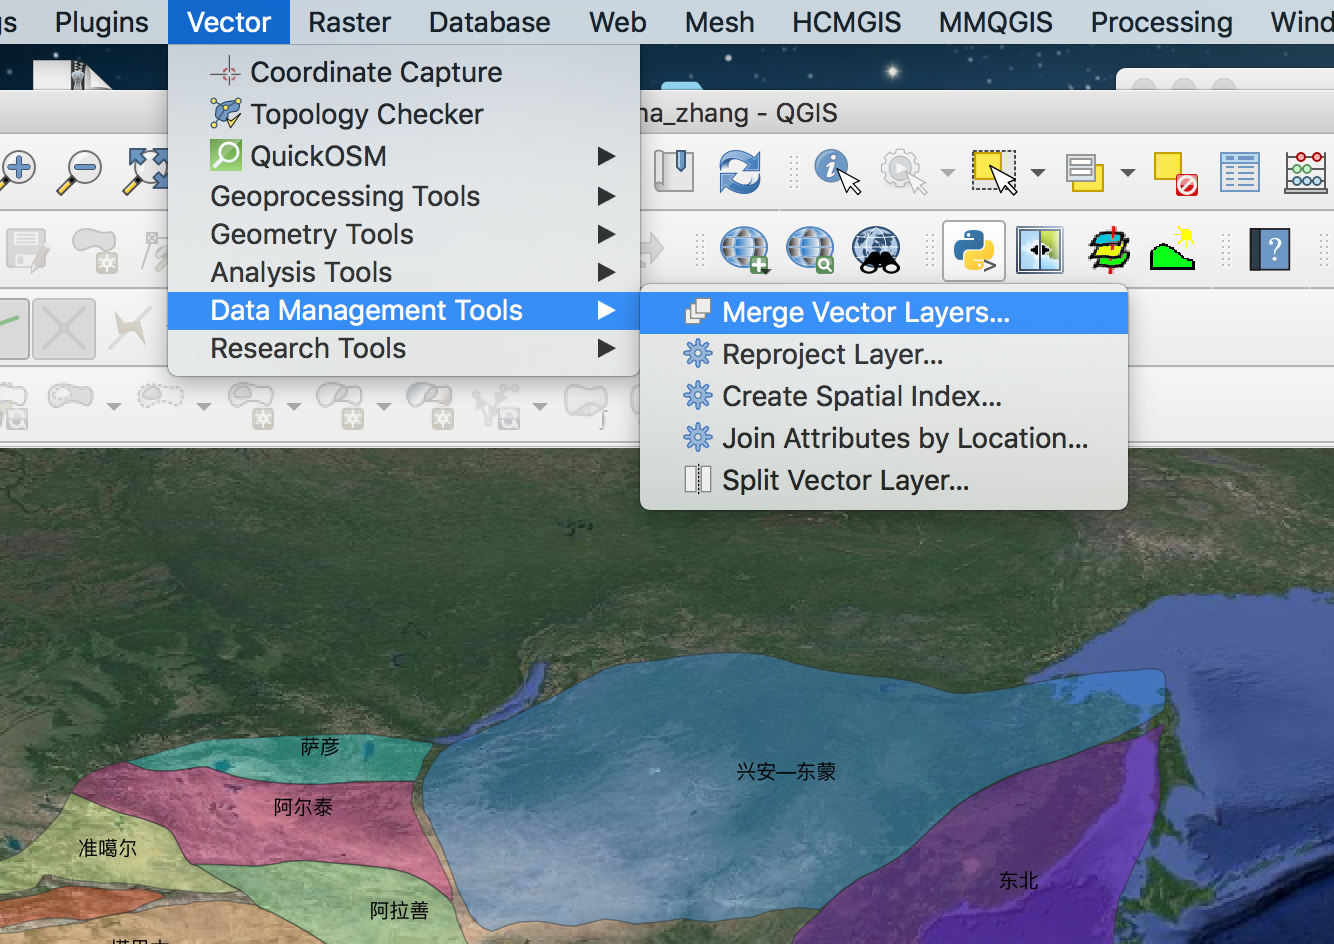 Plugins Vector Raster Database Web Mesh HCMGIS MMQGIS Processing
Coordinate Capture
Topology Checker
na_zhang - QGIS
QuickOSM
Geoprocessing Tools
Geometry Tools
Analysis Tools
Data Management Tools
Research Tools
Merge Vector Layers...
Reproject Layer...
Create Spatial Index...
Join Attributes by Location...
Split Vector Layer...
萨彦
兴安—东蒙
阿尔泰
准噶尔
东北
阿拉善